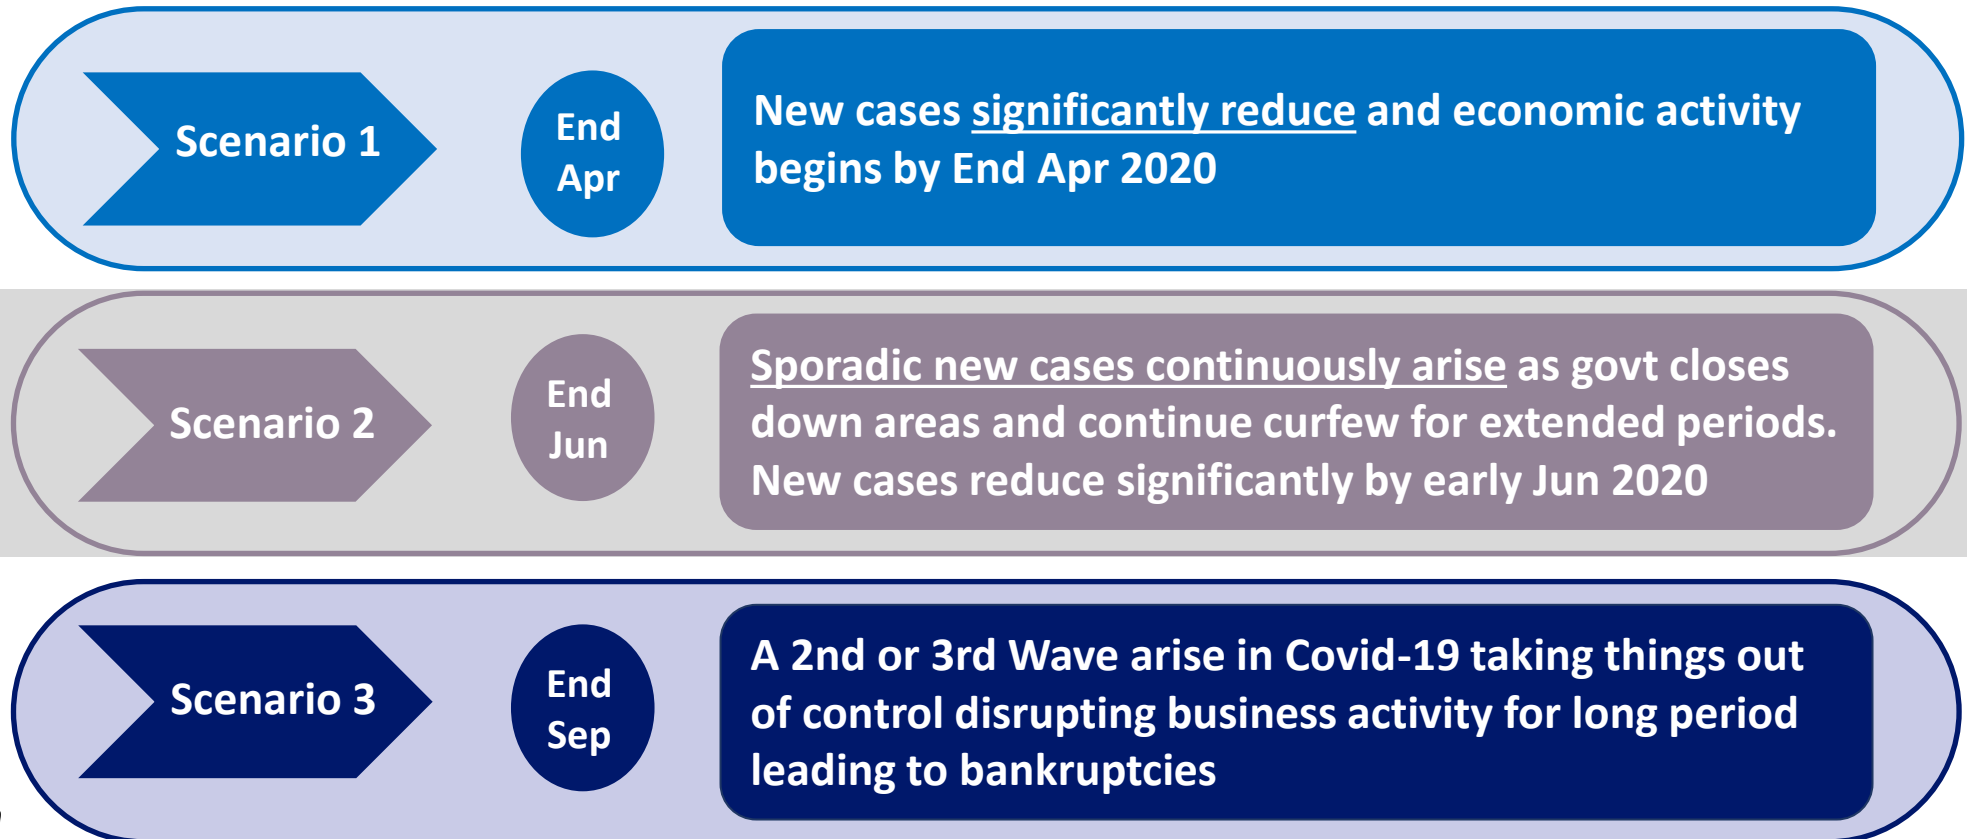 Scenario 1
End
Apr
New cases significantly reduce and economic activity
begins by End Apr 2020
Scenario 2
End
Jun
Sporadic new cases continuously arise as govt closes
down areas and continue curfew for extended periods.
New cases reduce significantly by early Jun 2020
Scenario 3
End
Sep
A 2nd or 3rd Wave arise in Covid-19 taking things out
of control disrupting business activity for long period
leading to bankruptcies